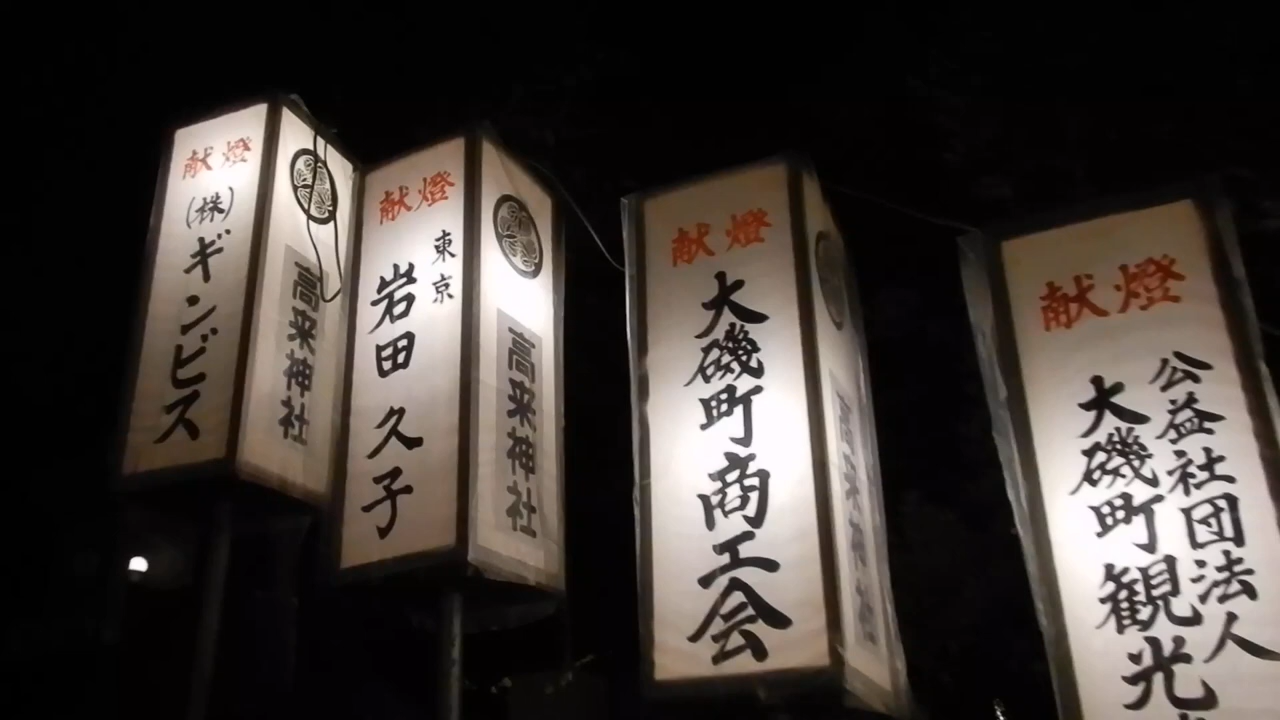 献燈
(株)ギンビス
高来神社
献燈
東京
岩田久子
高来神社
献燈
大磯町商工会
高来神社
献燈
公益社団法人
大磯町観光